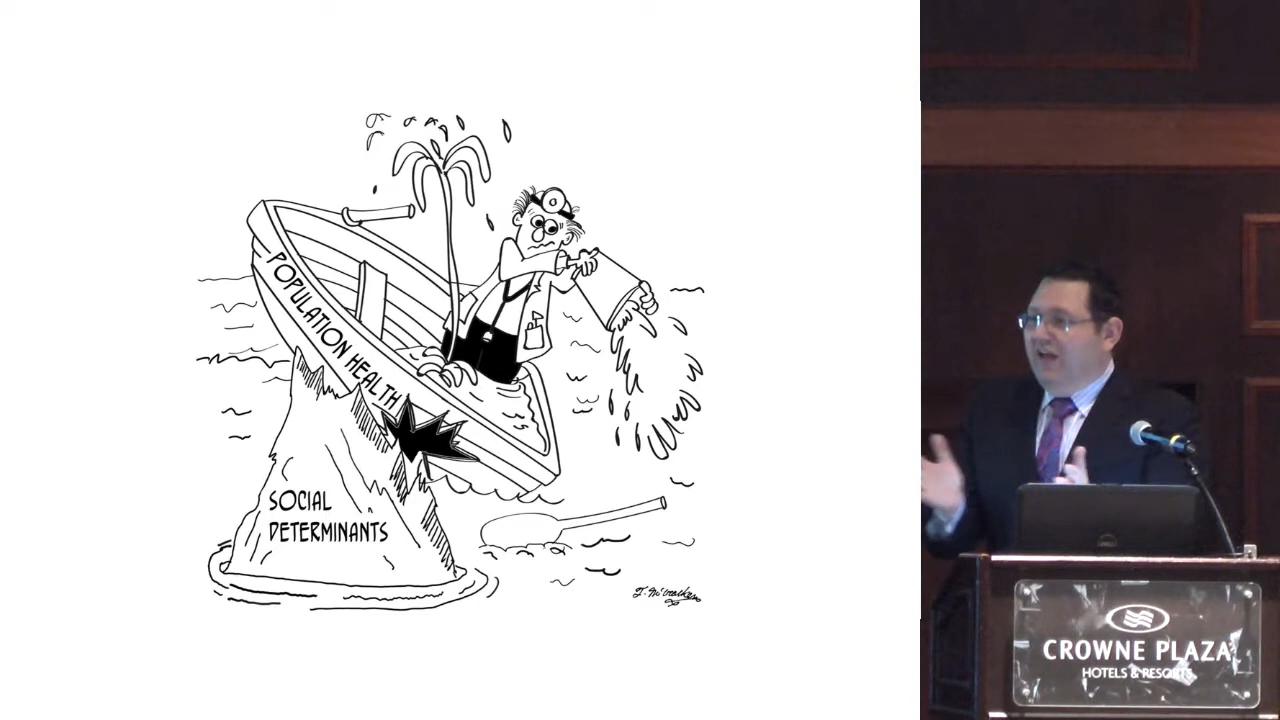 POPULATION HEALTH
SOCIAL
DETERMINANTS
CROWNE PLAZA
HOTELS & RESORTS